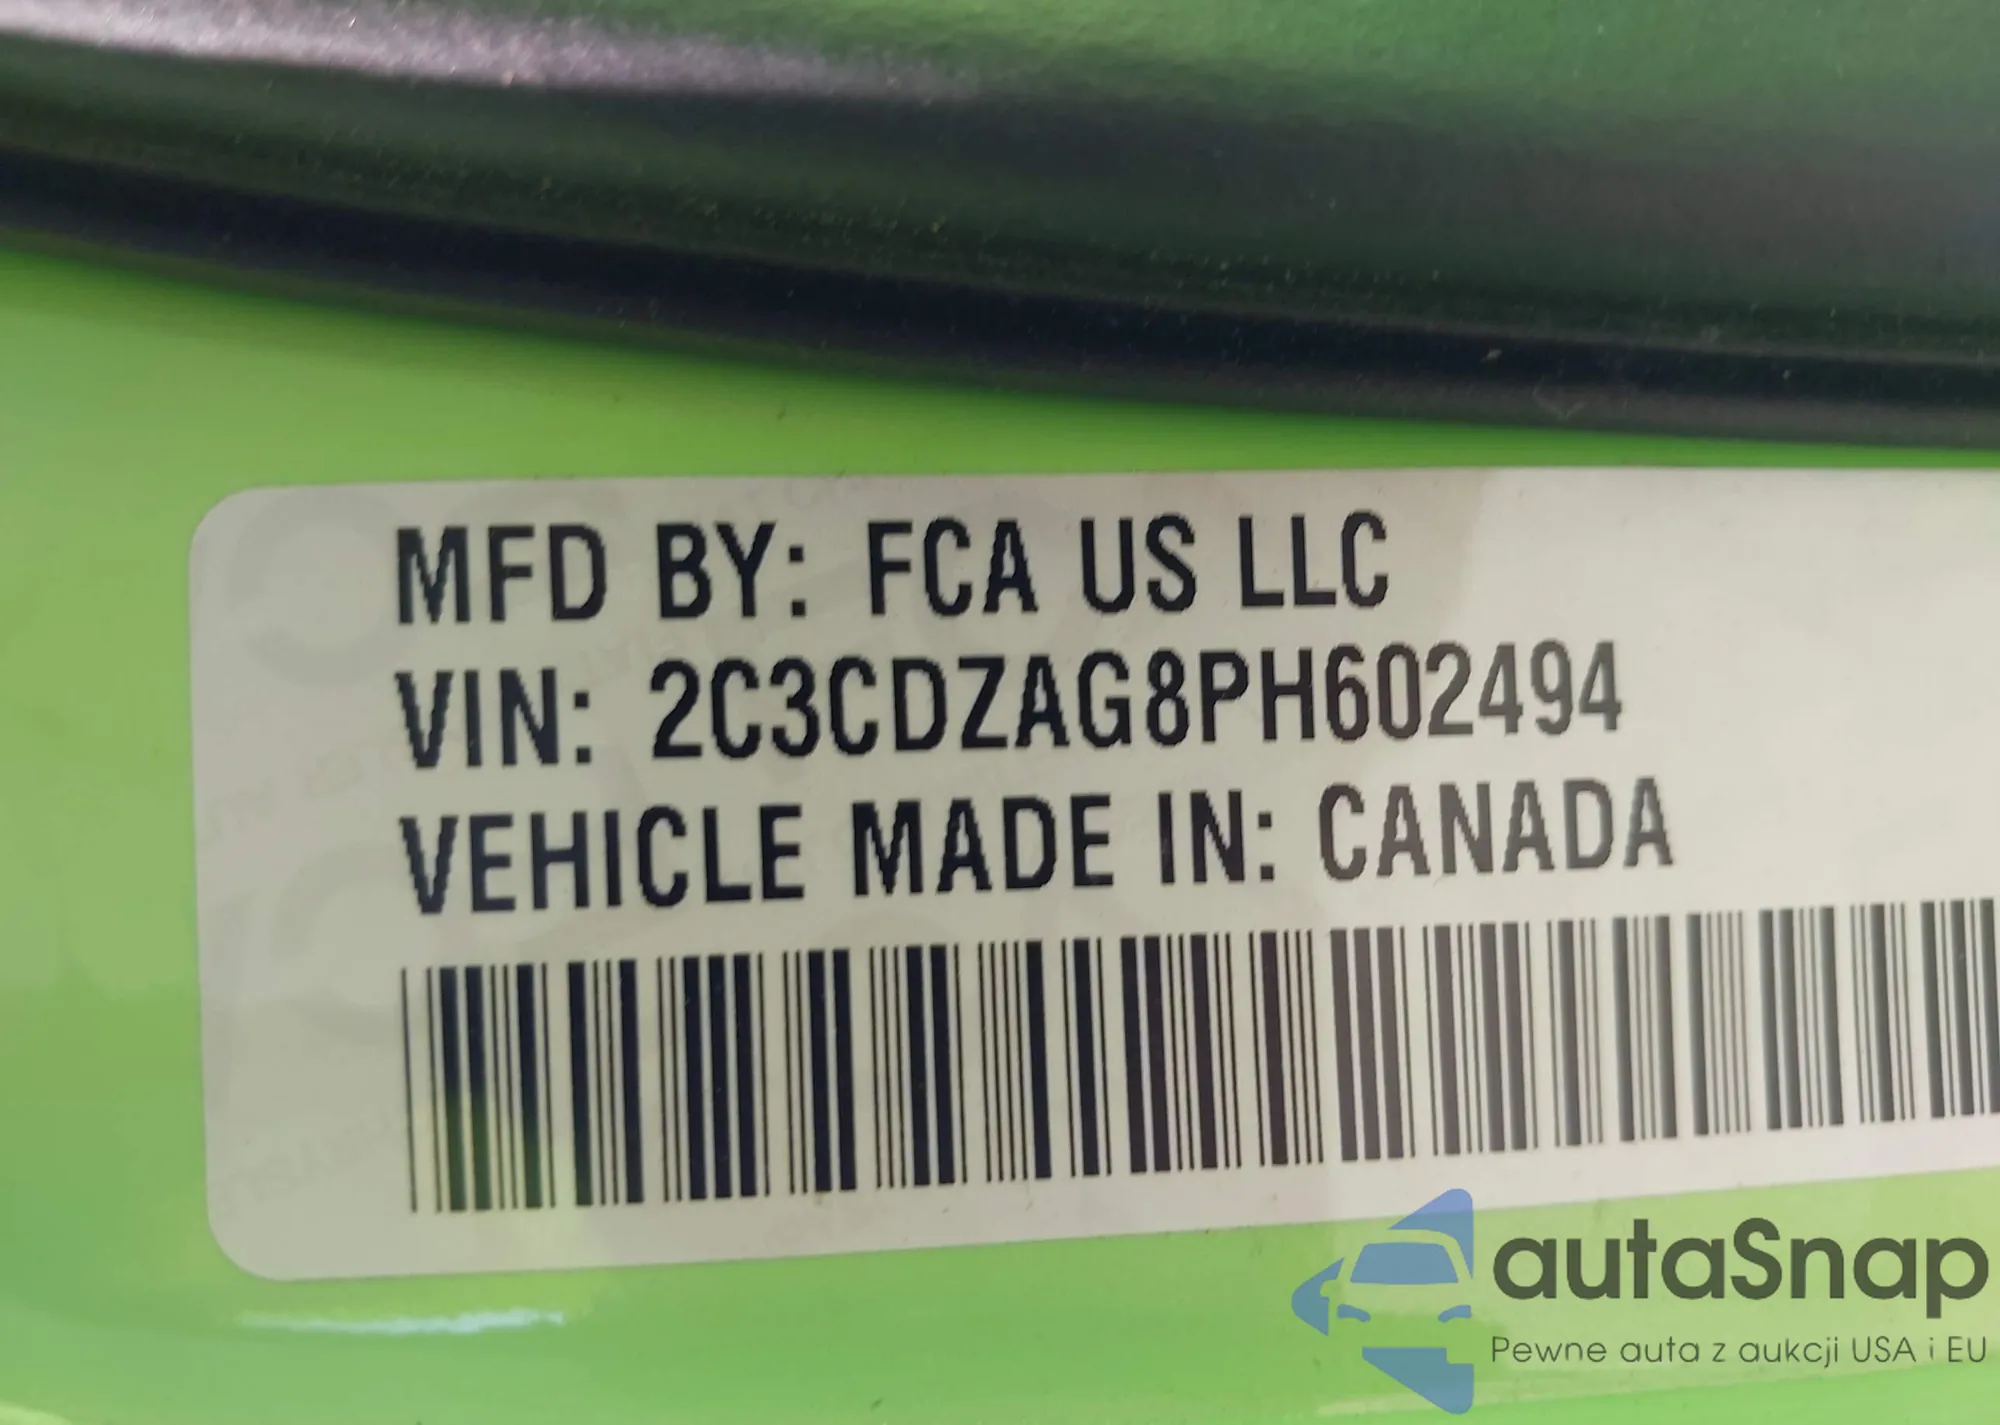 MFD BY: FCA US LLC
VIN: 2C3CDZAG8PH602494
VEHICLE MADE IN: CANADA
autaSnap
Pewne auta z aukcji USA i EU